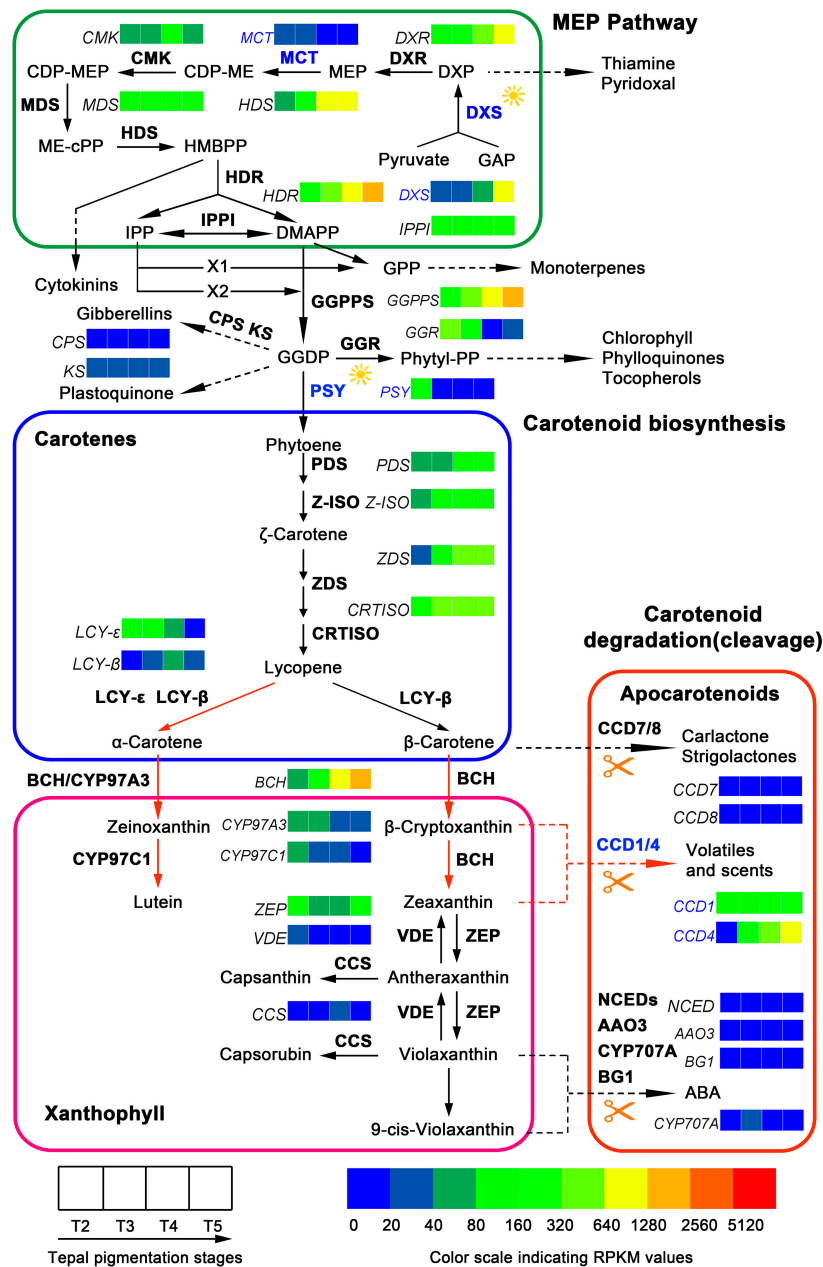 MEP Pathway
CMK
MCT
DXR
CMK
MCT
DXR
CDP-MEP
CDP-ME
MEP
DXP
Thiamine
Pyridoxal
MDS
MDS
HDS
DXS
HDS
ME-cPP
HMBPP
Pyruvate
GAP
HDR
HDR
DXS
IPPI
IPPI
IPP
DMAPP
X1
GPP
Monoterpenes
Cytokinins
X2
GGPPS
GGPPS
Gibberellins
CPS KS
CPS
GGR
GGR
Chlorophyll
Phylloquinones
Tocopherols
GGDP
Phytyl-PP
KS
Plastoquinone
PSY
PSY
Carotenoid biosynthesis
Carotenes
Phytoene
PDS
PDS
Z-ISO
Z-ISO
ζ-Carotene
ZDS
ZDS
CRTISO
CRTISO
LCY-ε
LCY-β
Lycopene
LCY-ε LCY-β
LCY-β
α-Carotene
β-Carotene
Carotenoid
degradation(cleavage)
Apocarotenoids
CCD7/8
Carlactone
Strigolactones
CCD7
CCD8
BCH/CYP97A3
BCH
BCH
Zeinoxanthin
CYP97A3
β-Cryptoxanthin
CYP97C1
CYP97C1
BCH
CCD1/4
Volatiles
and scents
Lutein
ZEP
Zeaxanthin
CCD1
VDE
VDE
ZEP
CCD4
CCS
Capsanthin
Antheraxanthin
CCS
VDE
ZEP
CCS
Capsorubin
Violaxanthin
NCEDs
NCED
AAO3
AAO3
CYP707A
BG1
BG1
ABA
CYP707A
Xanthophyll
9-cis-Violaxanthin
T2 T3 T4 T5
Tepal pigmentation stages
0 20 40 80 160 320 640 1280 2560 5120
Color scale indicating RPKM values